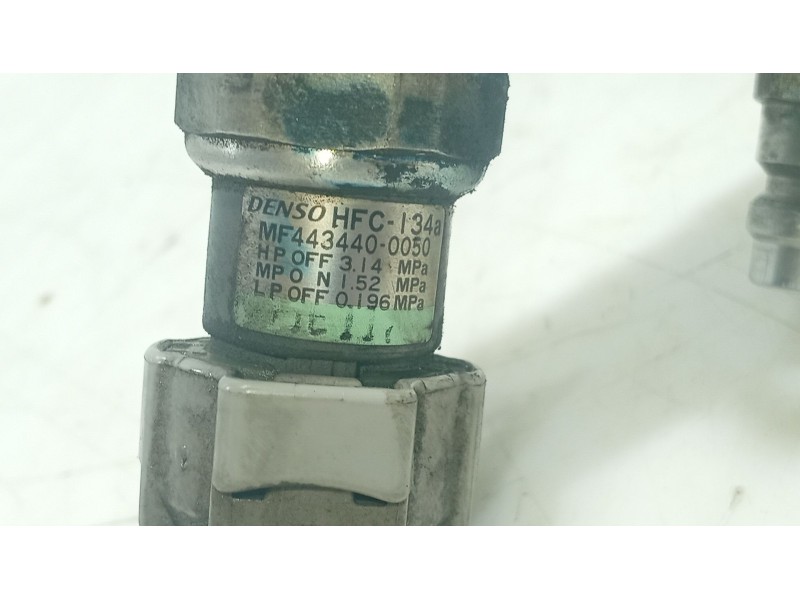 DENSO HFC-134a
MF443440-0050
HP OFF 3.14 MPa
MP O N 1.52 MPa
LP OFF 0.196 MPa